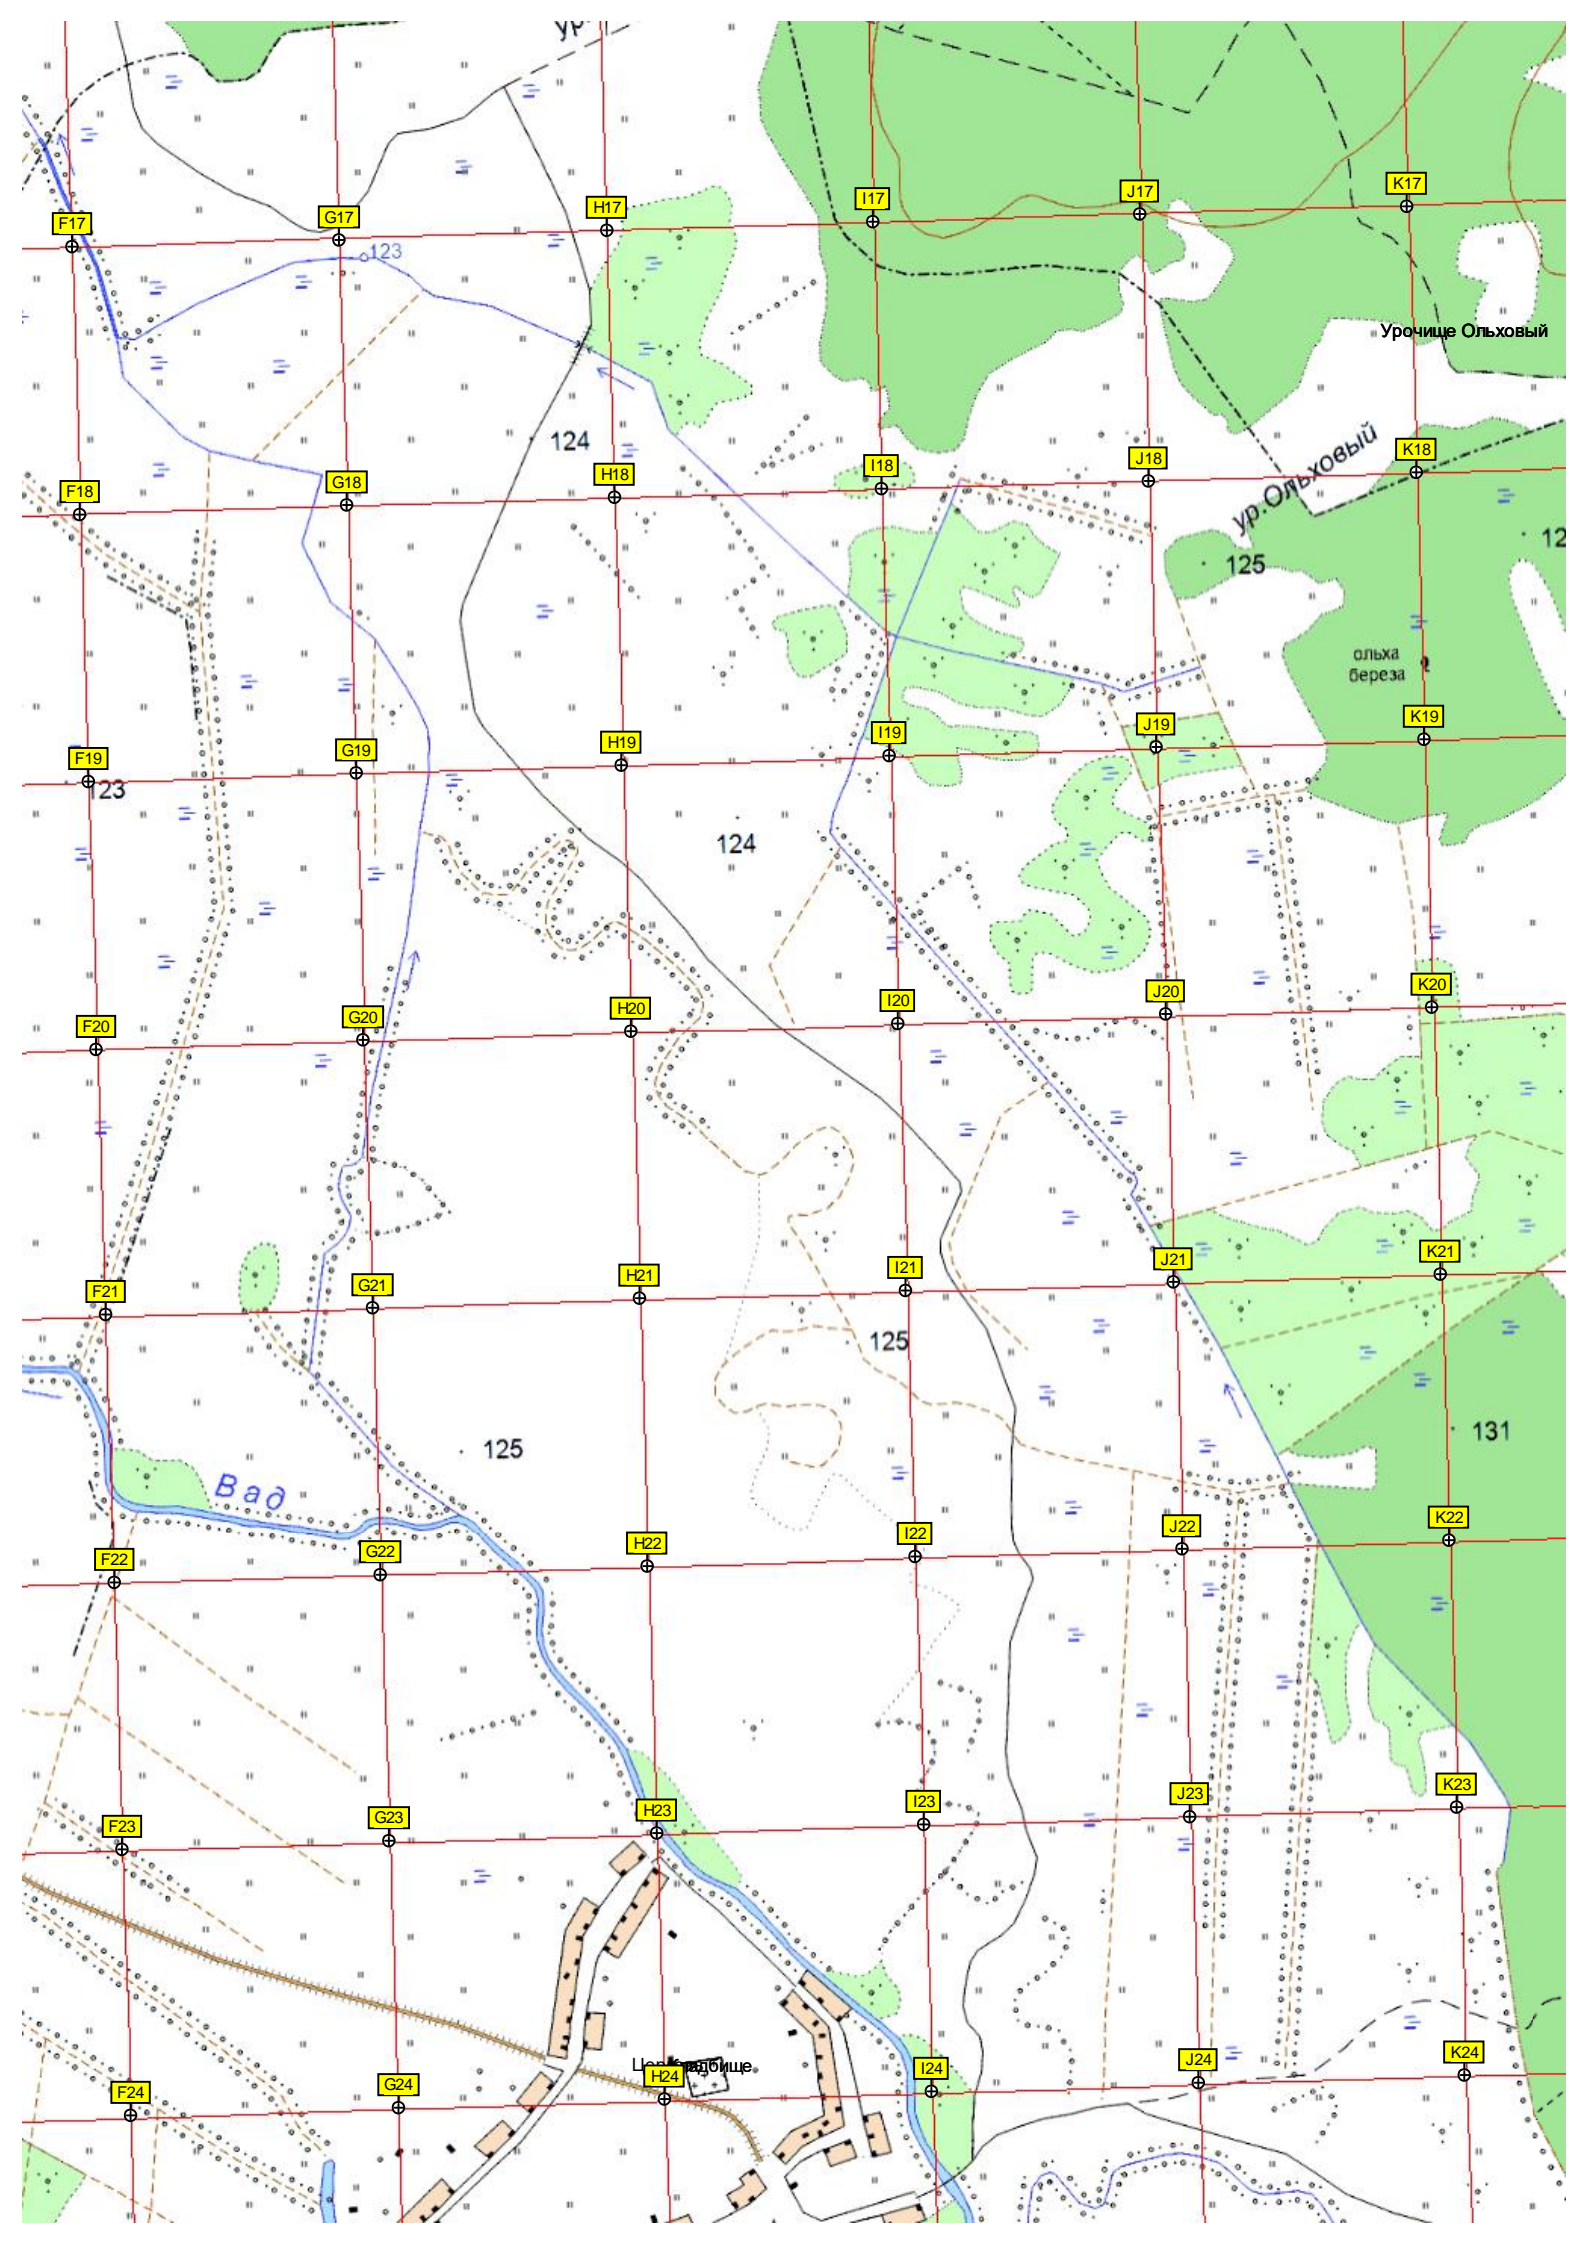 ур.
F17 G17 H17 I17 J17 K17
123
Урочище Ольховый
124
ур.Ольховый
F18 G18 H18 I18 J18 K18
125
12
ольха
береза
F19 G19 H19 I19 J19 K19
123
124
F20 G20 H20 I20 J20 K20
F21 G21 H21 I21 J21 K21
125
131
125
Вад
F22 G22 H22 I22 J22 K22
F23 G23 H23 I23 J23 K23
F24 G24 H24 I24 J24 K24